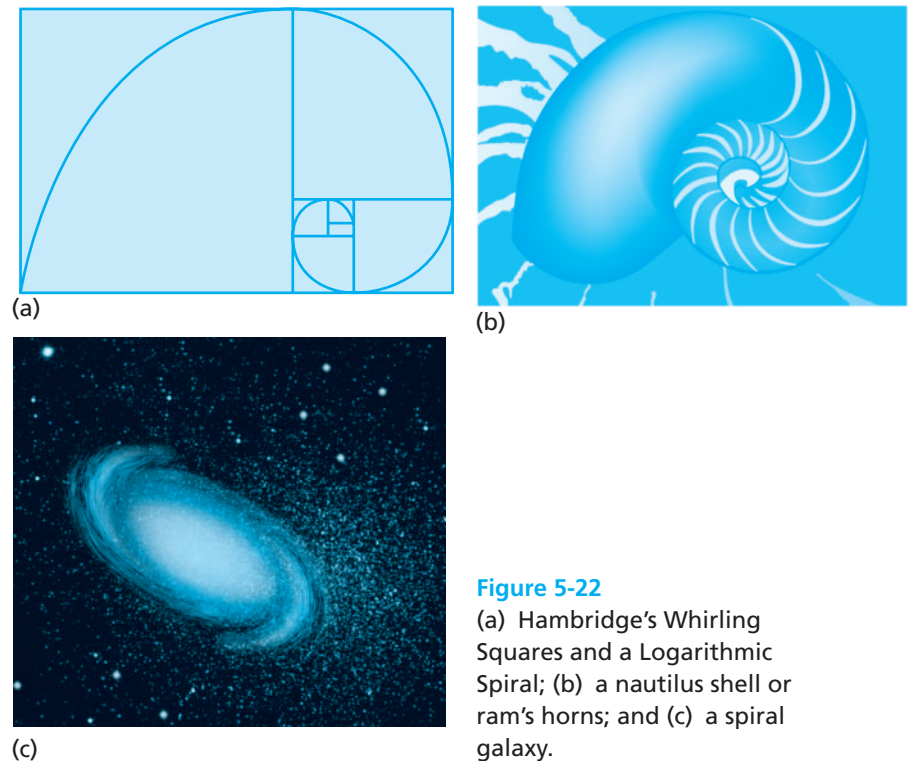 (a)
(b)
(c)
Figure 5-22
(a) Hambridge's Whirling
Squares and a Logarithmic
Spiral; (b) a nautilus shell or
ram's horns; and (c) a spiral
galaxy.